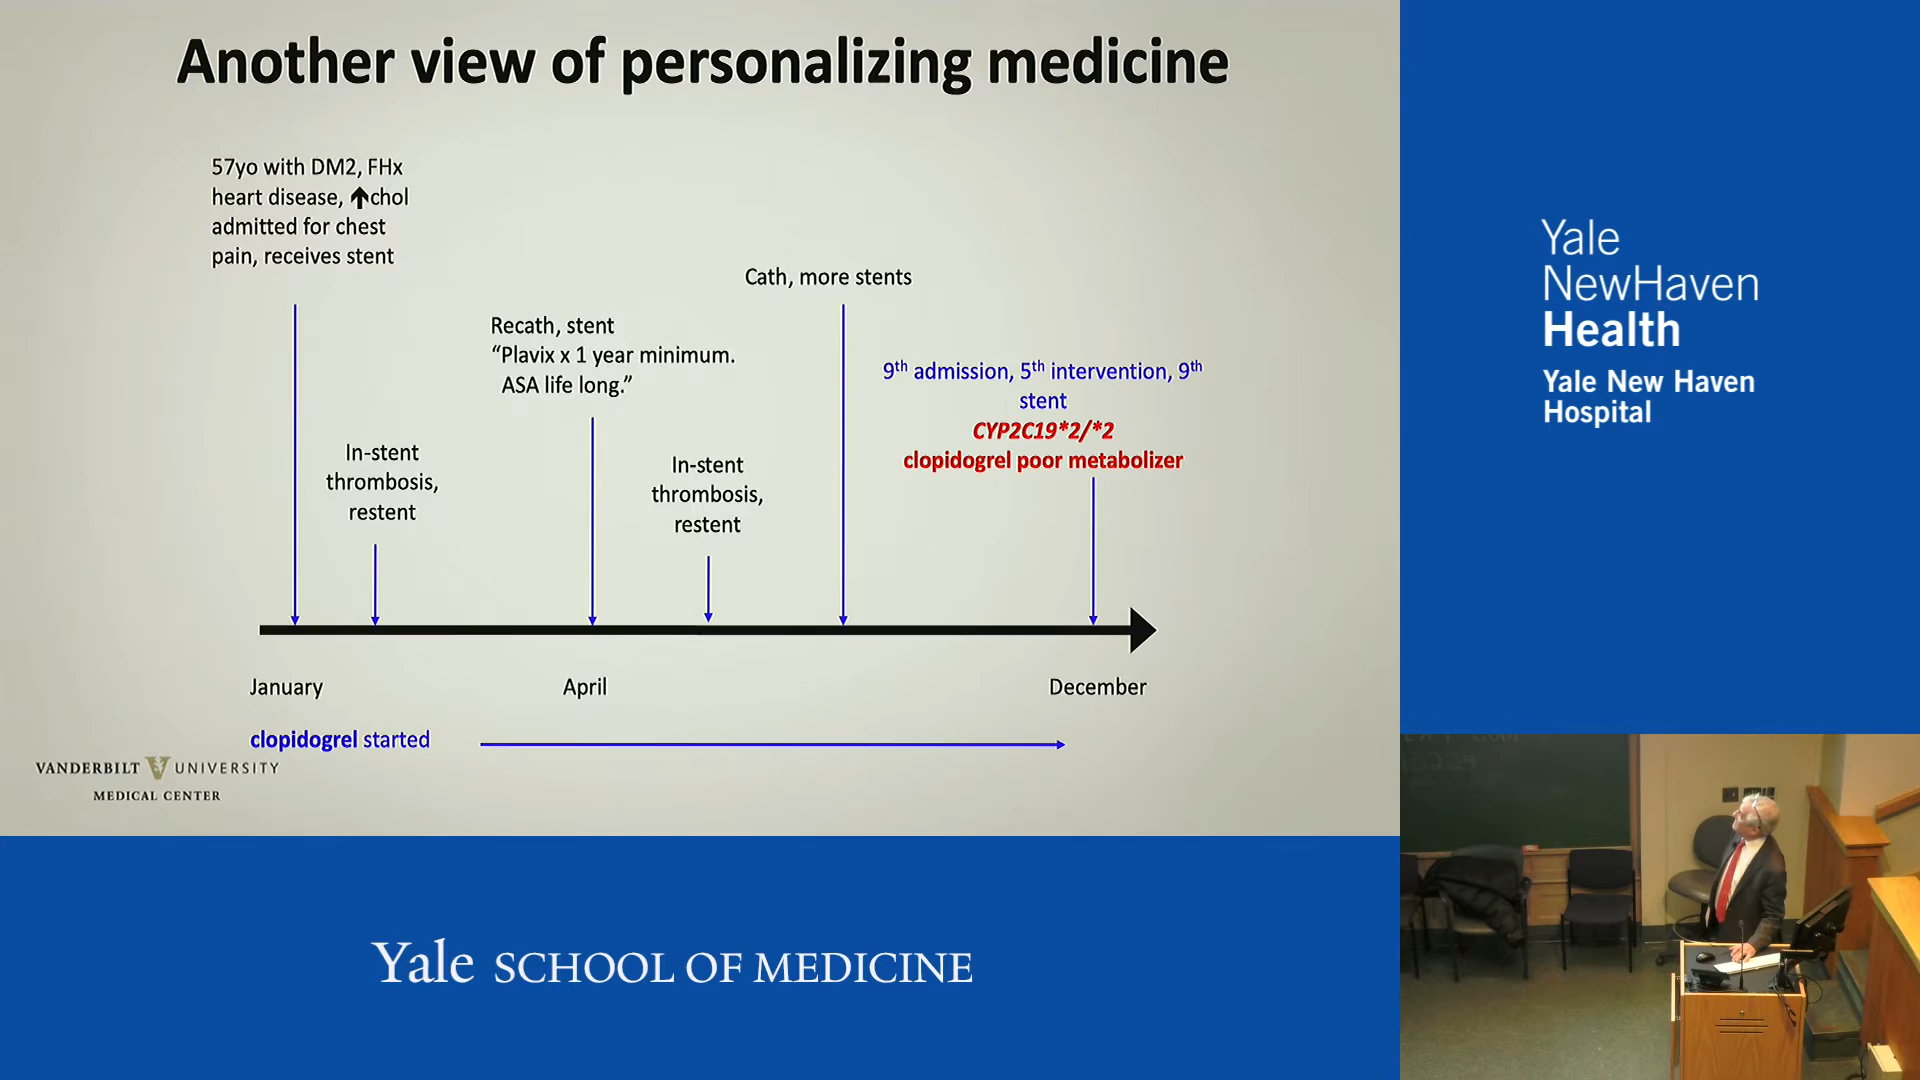 Another view of personalizing medicine
57yo with DM2, FHx
heart disease, ↑chol
admitted for chest
pain, receives stent
In-stent
thrombosis,
restent
Recath, stent
“Plavix x 1 year minimum.
ASA life long.”
In-stent
thrombosis,
restent
Cath, more stents
9th admission, 5th intervention, 9th
stent
CYP2C19*2/*2
clopidogrel poor metabolizer
January
April
December
clopidogrel started
VANDERBILT V UNIVERSITY
MEDICAL CENTER
Yale
NewHaven
Health
Yale New Haven
Hospital
Yale SCHOOL OF MEDICINE